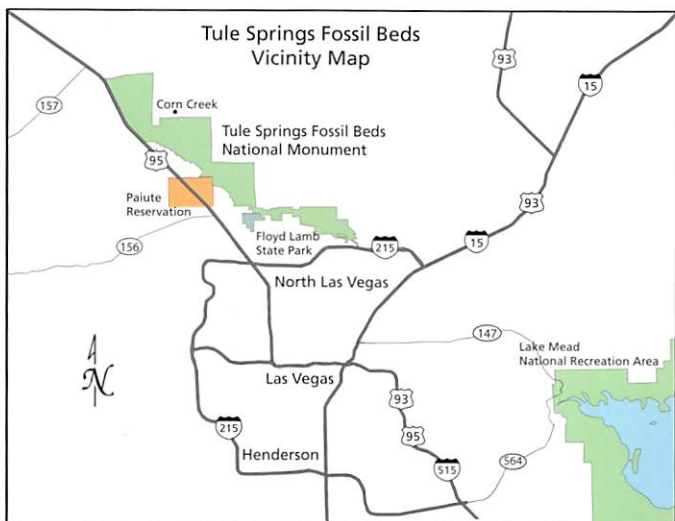 Tule Springs Fossil Beds
Vicinity Map
93
15
157
Corn Creek
Tule Springs Fossil Beds
National Monument
95
93
Paiute
Reservation
Floyd Lamb
State Park
156
215
15
North Las Vegas
147
Lake Mead
National Recreation Area
N
Las Vegas
93
95
215
Henderson
515
564